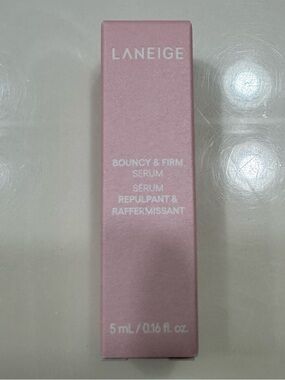 LANEIGE
BOUNCY & FIRM
SERUM
SÉRUM
REPULPANT &
RAFFERMISSANT
5 mL / 0.16 fl. oz.